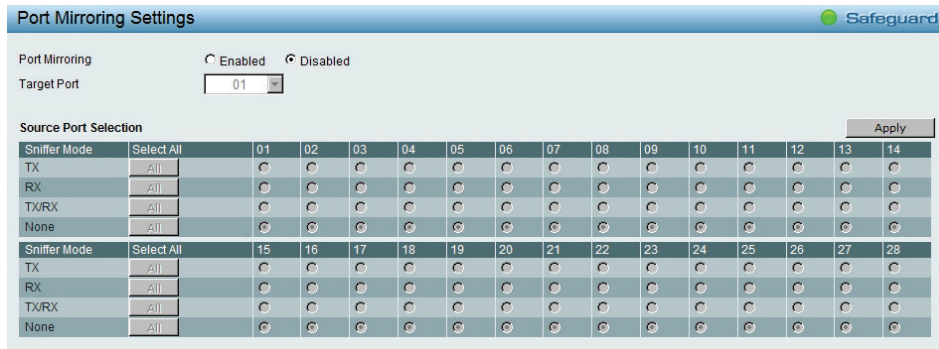 Port Mirroring Settings Safeguard
Port Mirroring Enabled Disabled
Target Port 01
Source Port Selection Apply
Sniffer Mode Select All 01 02 03 04 05 06 07 08 09 10 11 12 13 14
TX All
RX All
TX/RX All
None All
Sniffer Mode Select All 15 16 17 18 19 20 21 22 23 24 25 26 27 28
TX All
RX All
TX/RX All
None All